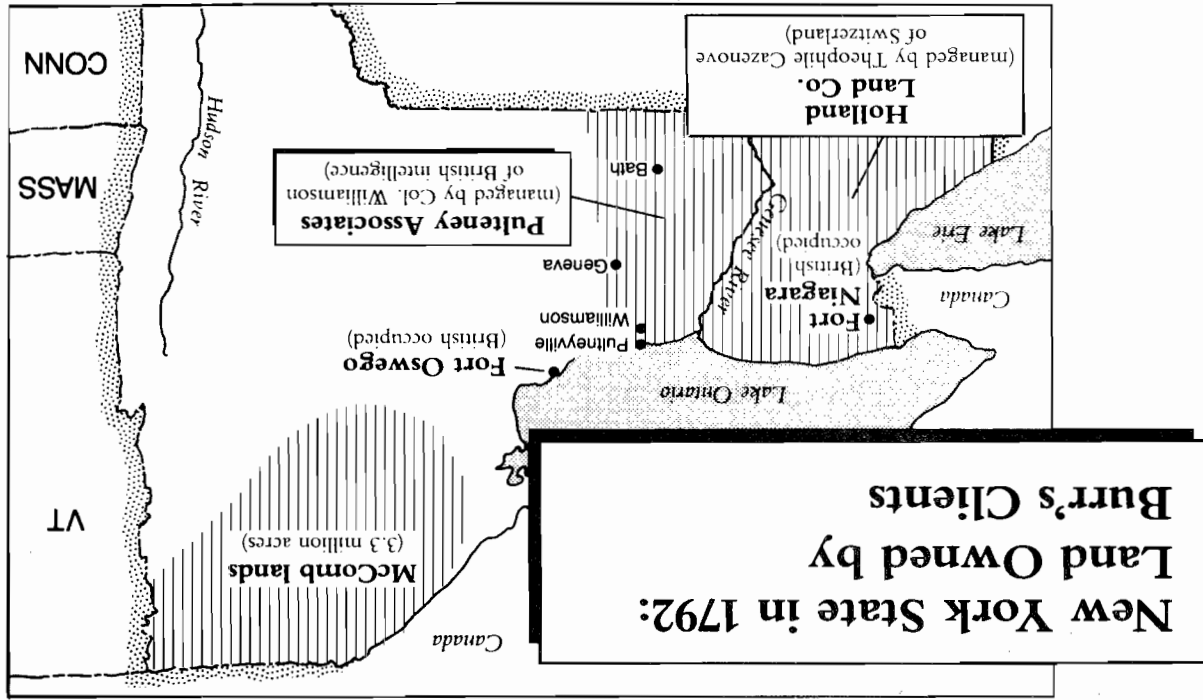 New York State in 1792:
Land Owned by
Burr's Clients
Canada
McComb lands
(3.3 million acres)
VT
Lake Ontario
Fort Oswego
(British occupied)
Pultneyville
Williamson
Geneva
Canada
Fort
Niagara
(British
occupied)
Lake Erie
Genesee River
Hudson River
MASS
Pulteney Associates
(managed by Col. Williamson
of British intelligence)
Bath
Holland
Land Co.
(managed by Theophile Cazenove
of Switzerland)
CONN